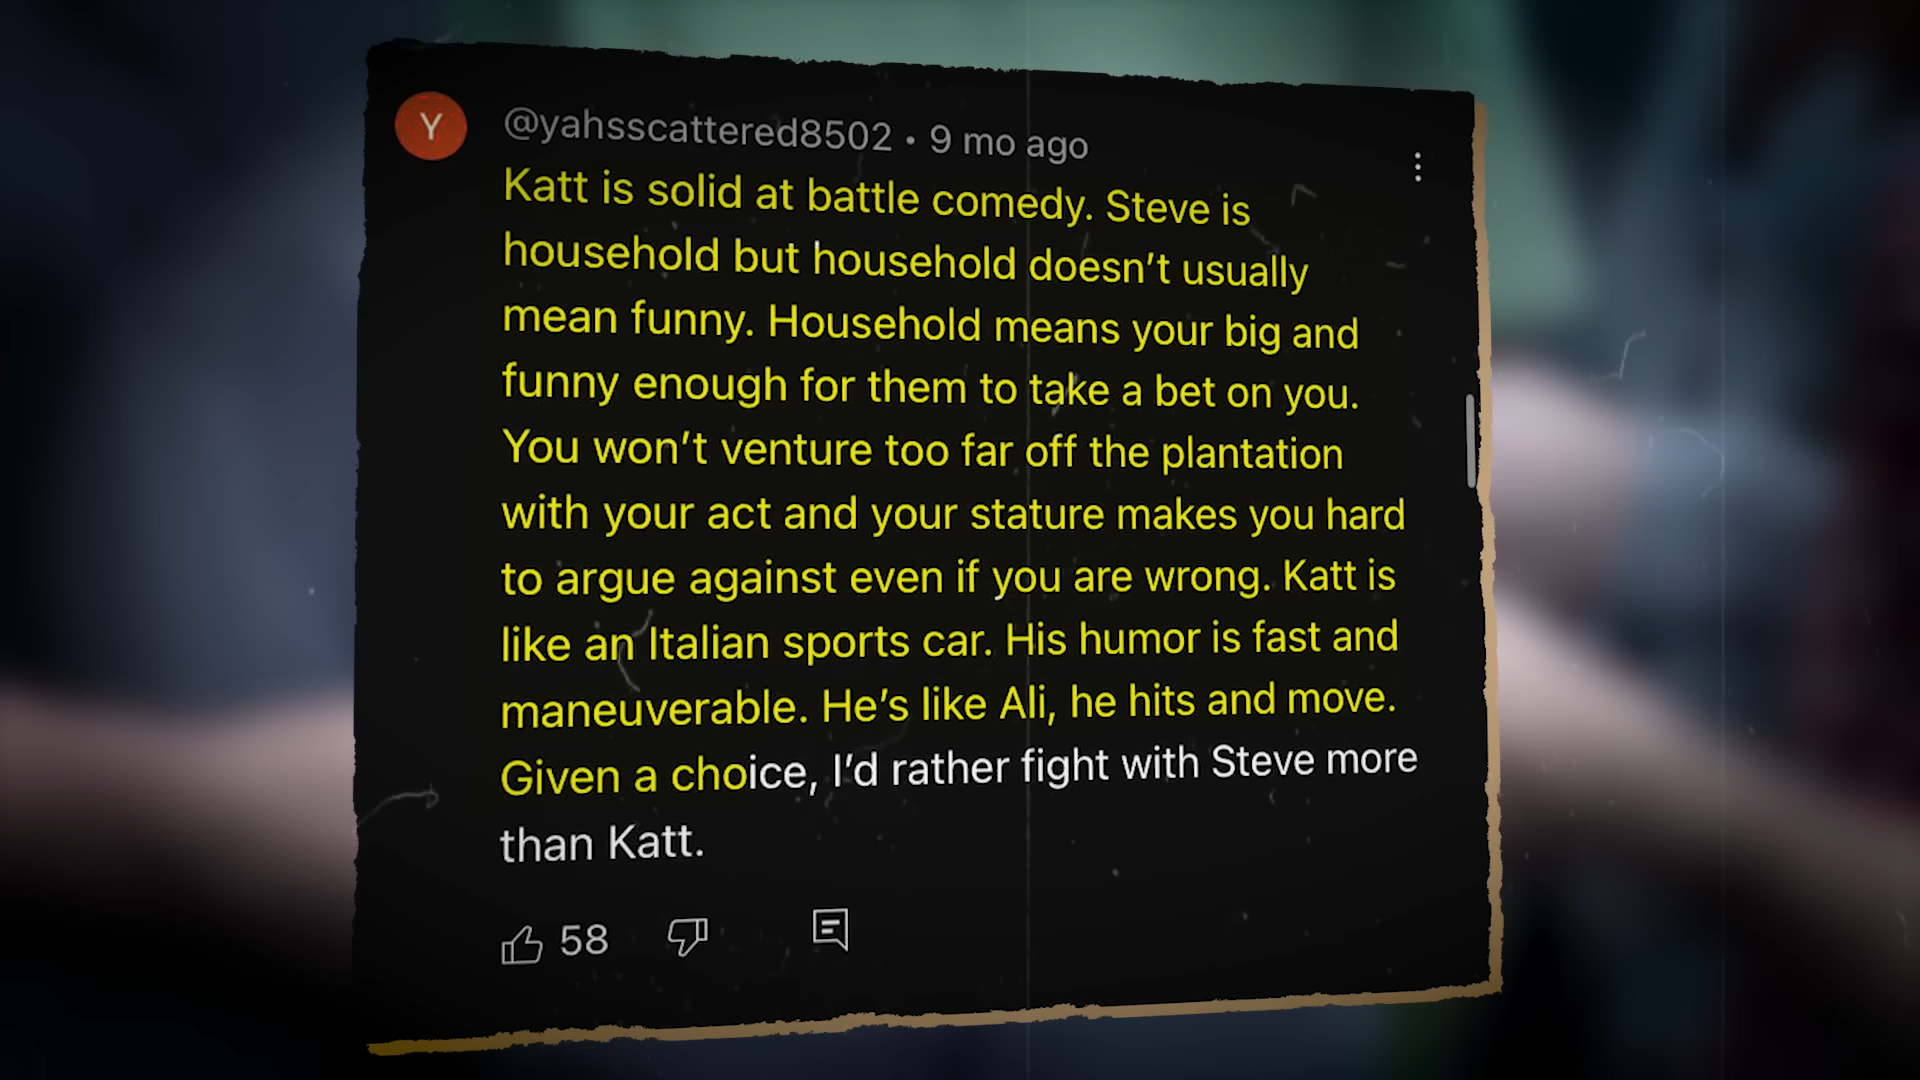 Y
@yahsscattered8502 • 9 mo ago
Katt is solid at battle comedy. Steve is
household but household doesn’t usually
mean funny. Household means your big and
funny enough for them to take a bet on you.
You won’t venture too far off the plantation
with your act and your stature makes you hard
to argue against even if you are wrong. Katt is
like an Italian sports car. His humor is fast and
maneuverable. He’s like Ali, he hits and move.
Given a choice, I’d rather fight with Steve more
than Katt.
58